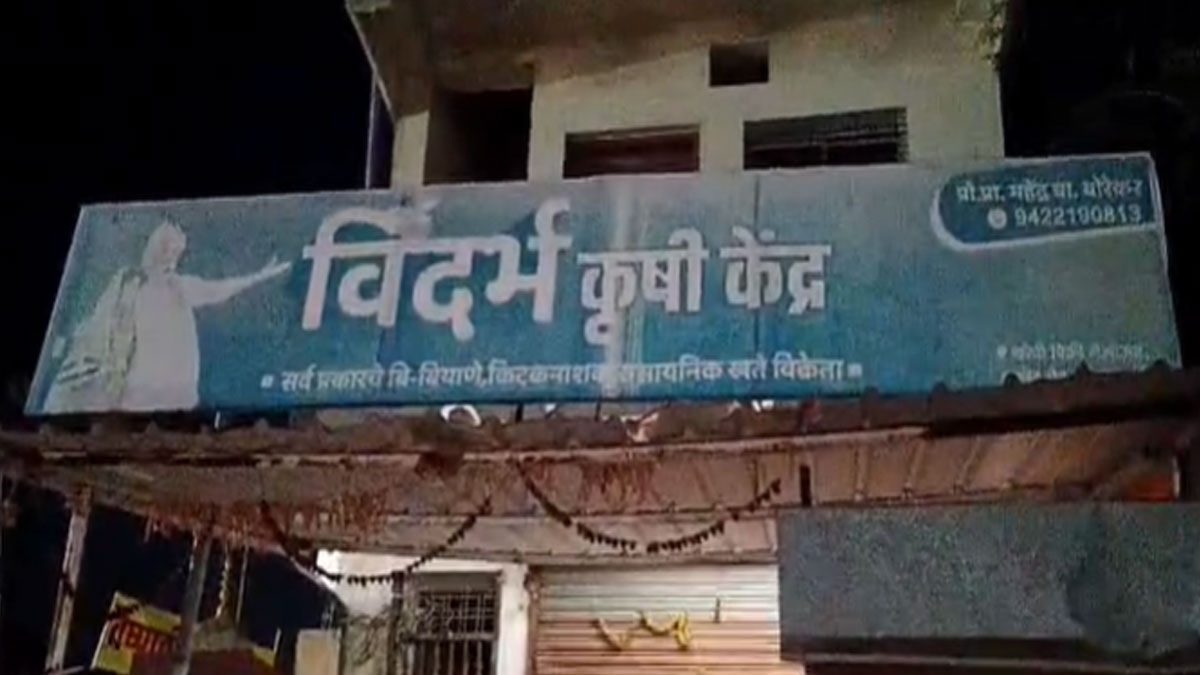 प्रो.प्रा. महेंद्र वा. थोरेकर
9422190813
विदर्भ कृषी केंद्र
सर्व प्रकारचे बि-बियाणे,किटकनाशक, रासायनिक खते विक्रेता